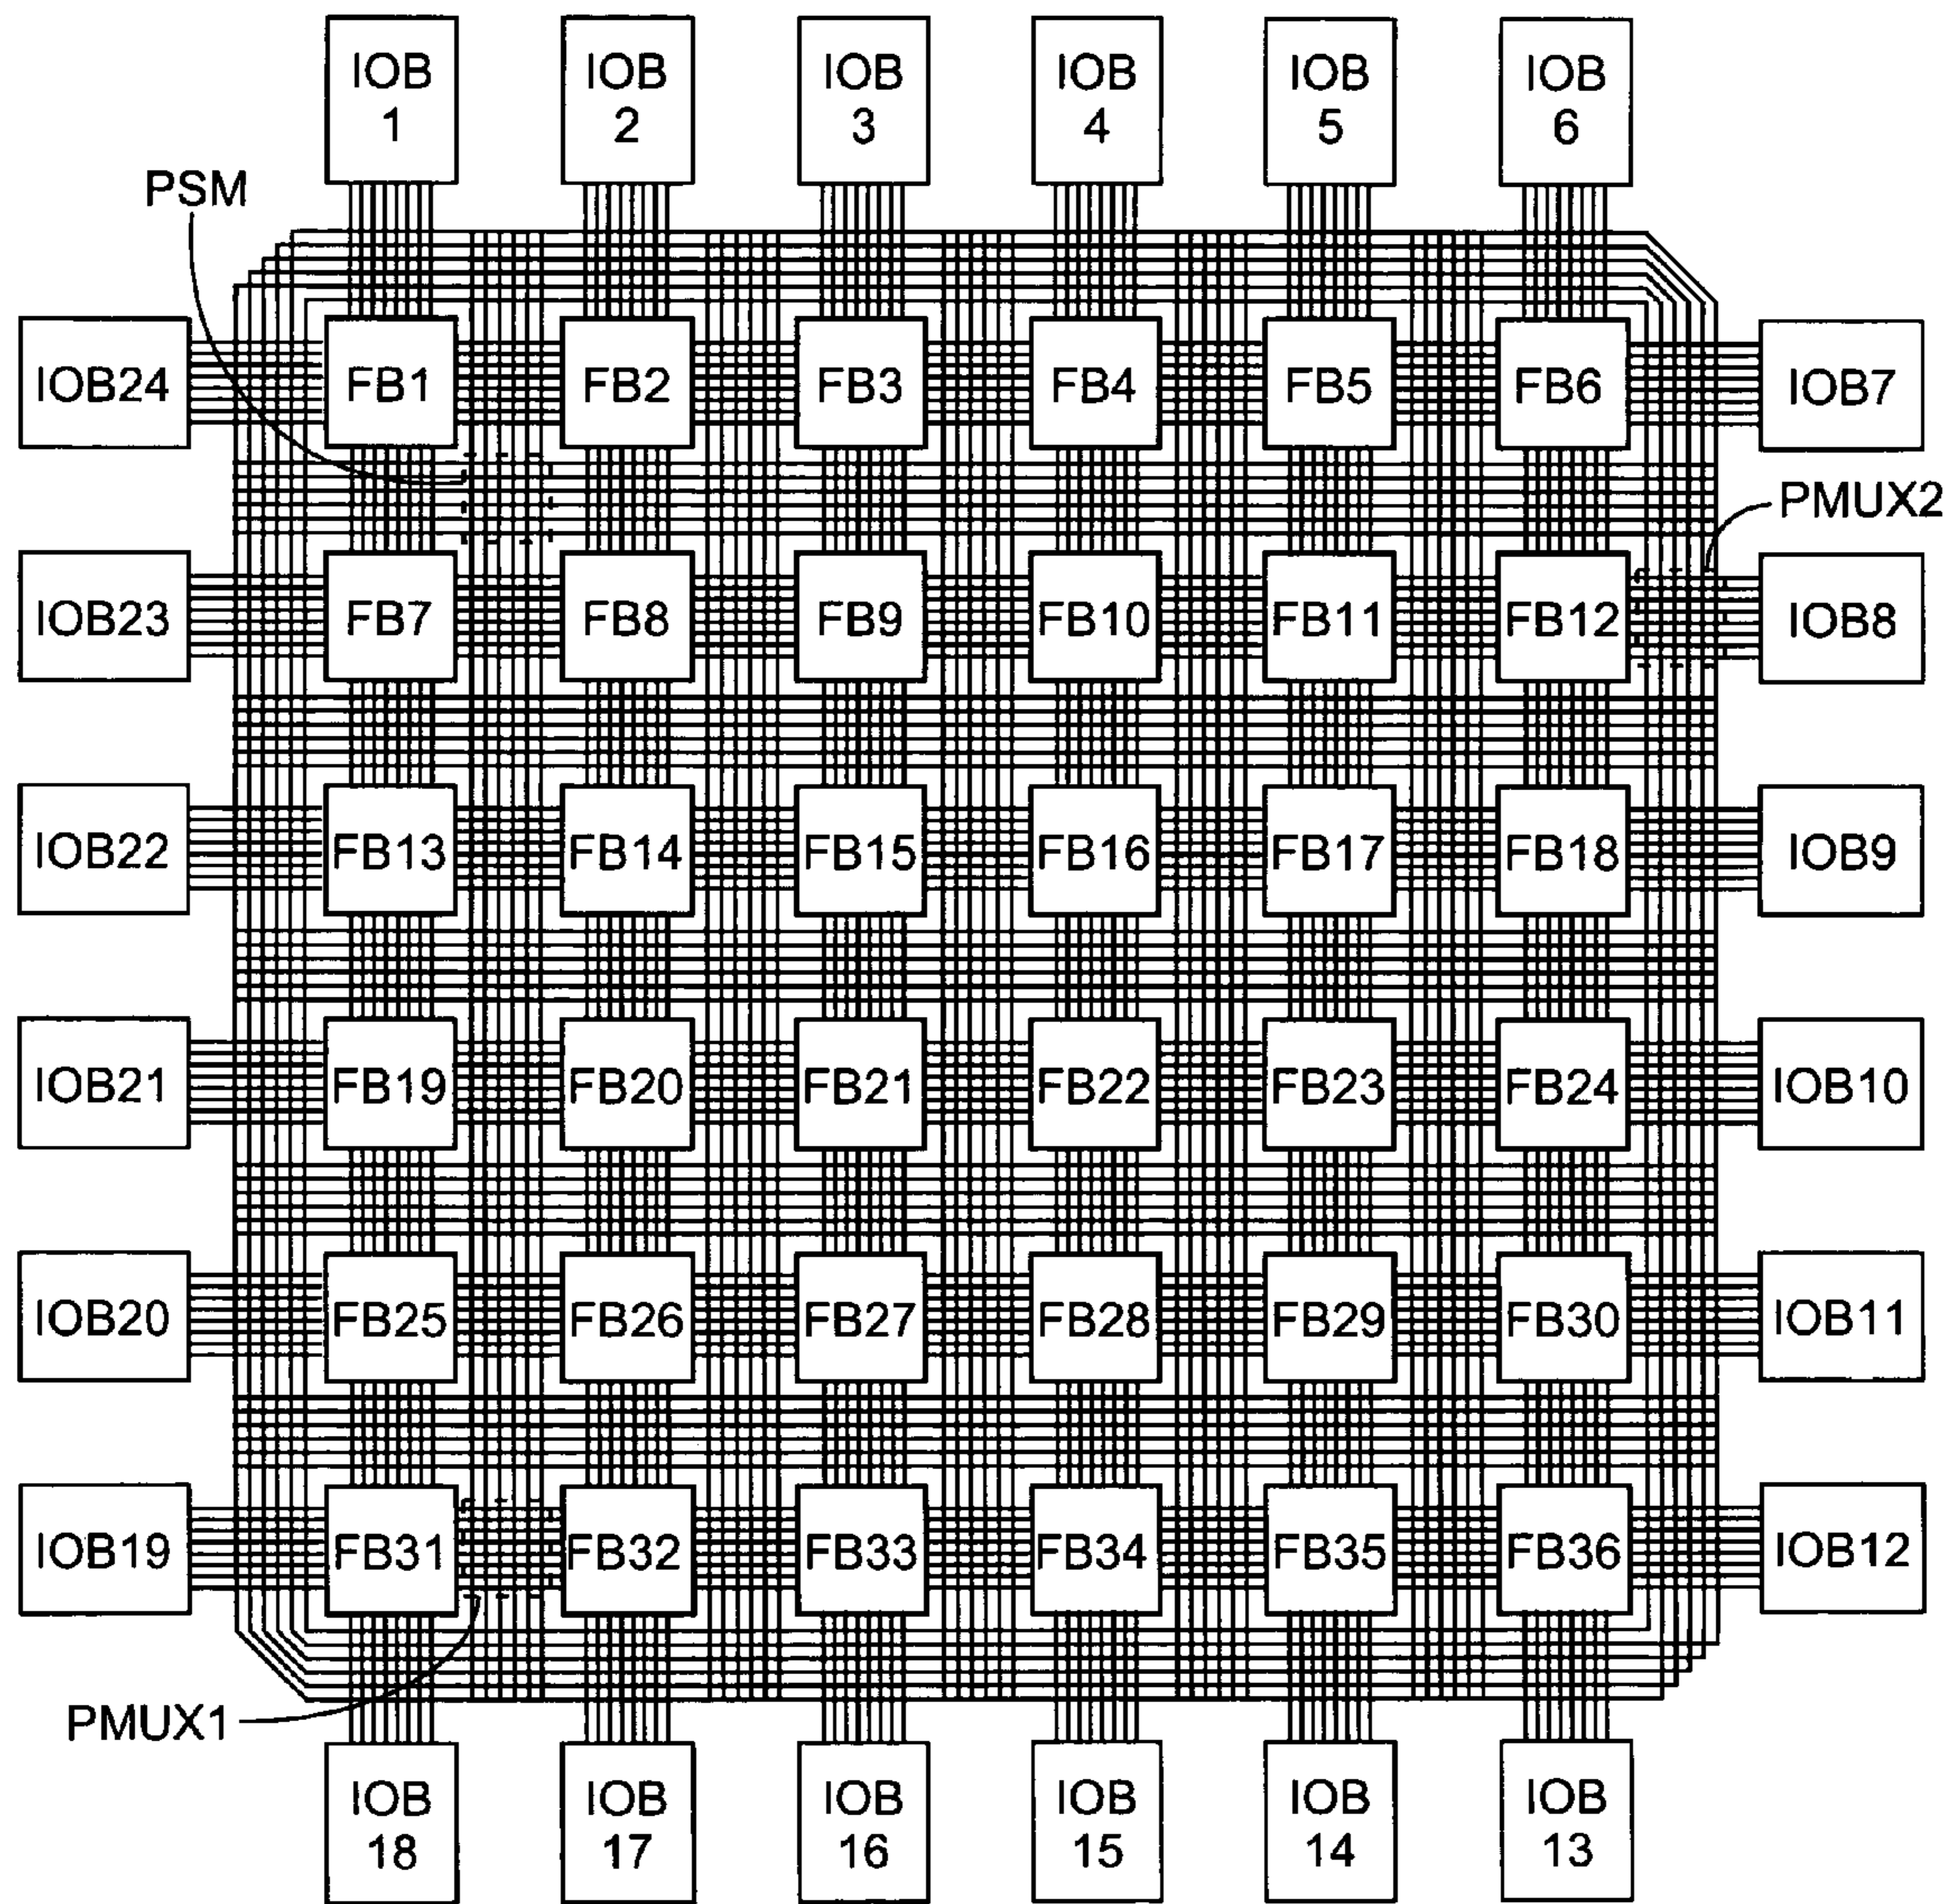 IOB
1
IOB
2
IOB
3
IOB
4
IOB
5
IOB
6
PSM
IOB24
FB1
FB2
FB3
FB4
FB5
FB6
IOB7
PMUX2
IOB23
FB7
FB8
FB9
FB10
FB11
FB12
IOB8
IOB22
FB13
FB14
FB15
FB16
FB17
FB18
IOB9
IOB21
FB19
FB20
FB21
FB22
FB23
FB24
IOB10
IOB20
FB25
FB26
FB27
FB28
FB29
FB30
IOB11
IOB19
FB31
FB32
FB33
FB34
FB35
FB36
IOB12
PMUX1
IOB
18
IOB
17
IOB
16
IOB
15
IOB
14
IOB
13